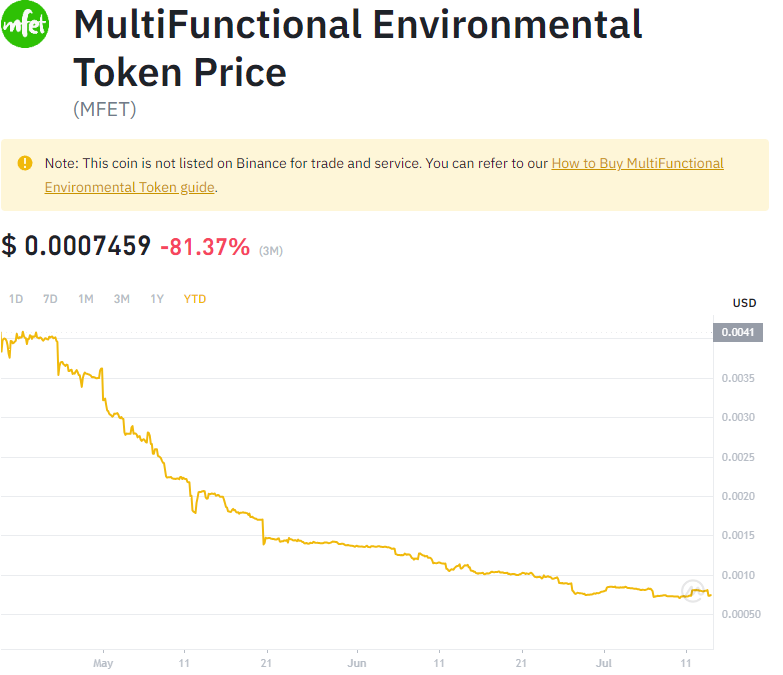 mfet
MultiFunctional Environmental
Token Price
(MFET)
Note: This coin is not listed on Binance for trade and service. You can refer to our How to Buy MultiFunctional
Environmental Token guide.
$ 0.0007459 -81.37% (3M)
1D 7D 1M 3M 1Y YTD
USD
0.0041
0.0035
0.0030
0.0025
0.0020
0.0015
0.0010
0.00050
May 11 21 Jun 11 21 Jul 11